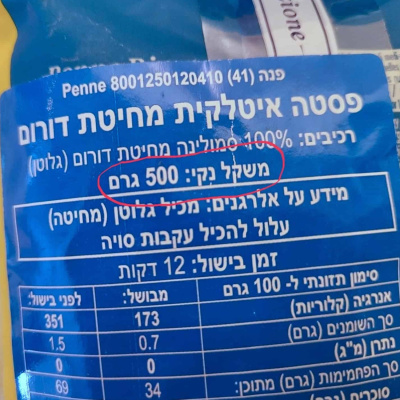 zione
פנה (41) Penne 8001250120410
פסטה איטלקית מחיטת דורום
רכיבים: 100% סמולינה מחיטת דורום (גלוטן)
משקל נקי: 500 גרם
מידע על אלרגנים: מכיל גלוטן (מחיטה)
עלול להכיל עקבות סויה
זמן בישול: 12 דקות
סימון תזונתי ל- 100 גרם מבושל: לפני בישול:
אנרגיה (קלוריות) 173 351
סך השומנים (גרם) 0.7 1.5
נתרן (מ"ג) 0 0
סך הפחמימות (גרם) מתוכן: 34 69
סוכרים (גרם)